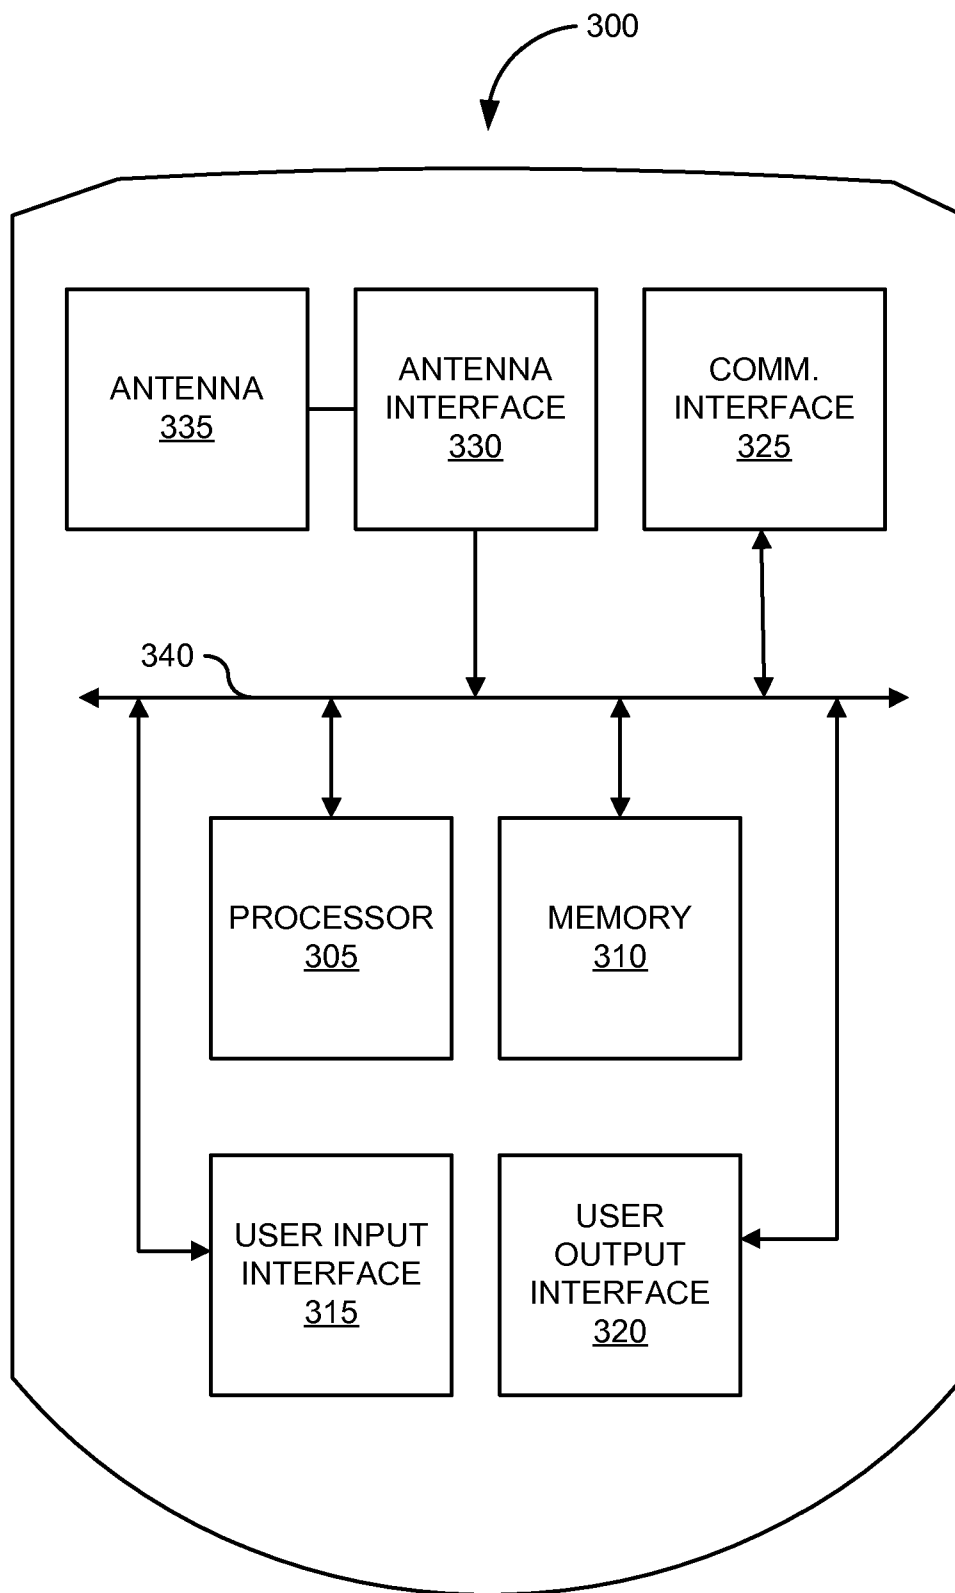 300
ANTENNA
335
ANTENNA
INTERFACE
330
COMM.
INTERFACE
325
340
PROCESSOR
305
MEMORY
310
USER INPUT
INTERFACE
315
USER
OUTPUT
INTERFACE
320